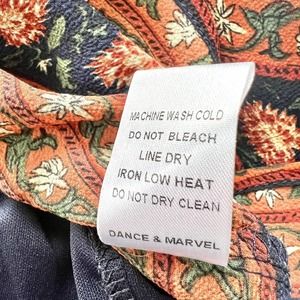 MACHINE WASH COLD
DO NOT BLEACH
LINE DRY
IRON LOW HEAT
DO NOT DRY CLEAN
DANCE & MARVEL